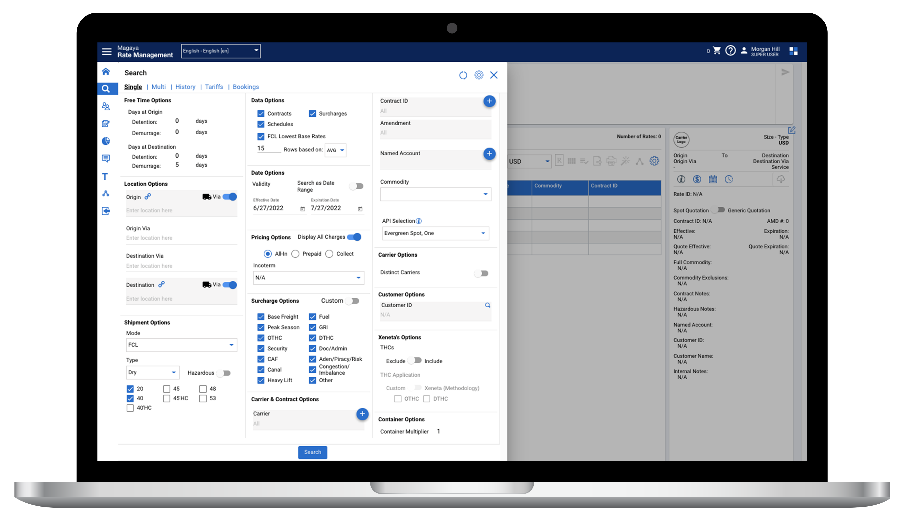 Magaya
Rate Management
English - English [en]
0
Morgan Hill
SUPER USER
Search
Single | Multi | History | Tariffs | Bookings
Free Time Options
Days at Origin
Detention: 0 days
Demurrage: 0 days
Days at Destination
Detention: 0 days
Demurrage: 5 days
Location Options
Origin Via
Enter location here
Origin Via
Enter location here
Destination Via
Enter location here
Destination Via
Enter location here
Shipment Options
Mode
FCL
Type
Dry Hazardous
20 45 48
40 45'HC 53
40'HC
Data Options
Contracts Surcharges
Schedules
FCL Lowest Base Rates
15 Rows based on: AVG
Date Options
Validity Search as Date Range
Effective Date Expiration Date
6/27/2022 7/27/2022
Pricing Options Display All Charges
All-In Prepaid Collect
Incoterm
N/A
Surcharge Options Custom
Base Freight Fuel
Peak Season GRI
OTHC DTHC
Security Doc/Admin
CAF Aden/Piracy/Risk
Canal Congestion/Imbalance
Heavy Lift Other
Carrier & Contract Options
Carrier
All
Contract ID
All
Amendment
All
Named Account
Commodity
API Selection
Evergreen Spot, One
Carrier Options
Distinct Carriers
Customer Options
Customer ID
N/A
Xeneta's Options
THCs
Exclude Include
THC Application
Custom Xeneta (Methodology)
OTHC DTHC
Container Options
Container Multiplier 1
Search
Number of Rates: 0
USD
Commodity Contract ID
Carrier Logo
Size - Type
USD
Origin To Destination
Origin Via Destination Via
Service
Rate ID: N/A
Spot Quotation Generic Quotation
Contract ID: N/A AMD #: 0
Effective: Expiration:
N/A N/A
Quote Effective: Quote Expiration:
N/A N/A
Full Commodity:
N/A
Commodity Exclusions:
N/A
Contract Notes:
N/A
Hazardous Notes:
N/A
Named Account:
N/A
Customer ID:
N/A
Customer Name:
N/A
Internal Notes:
N/A